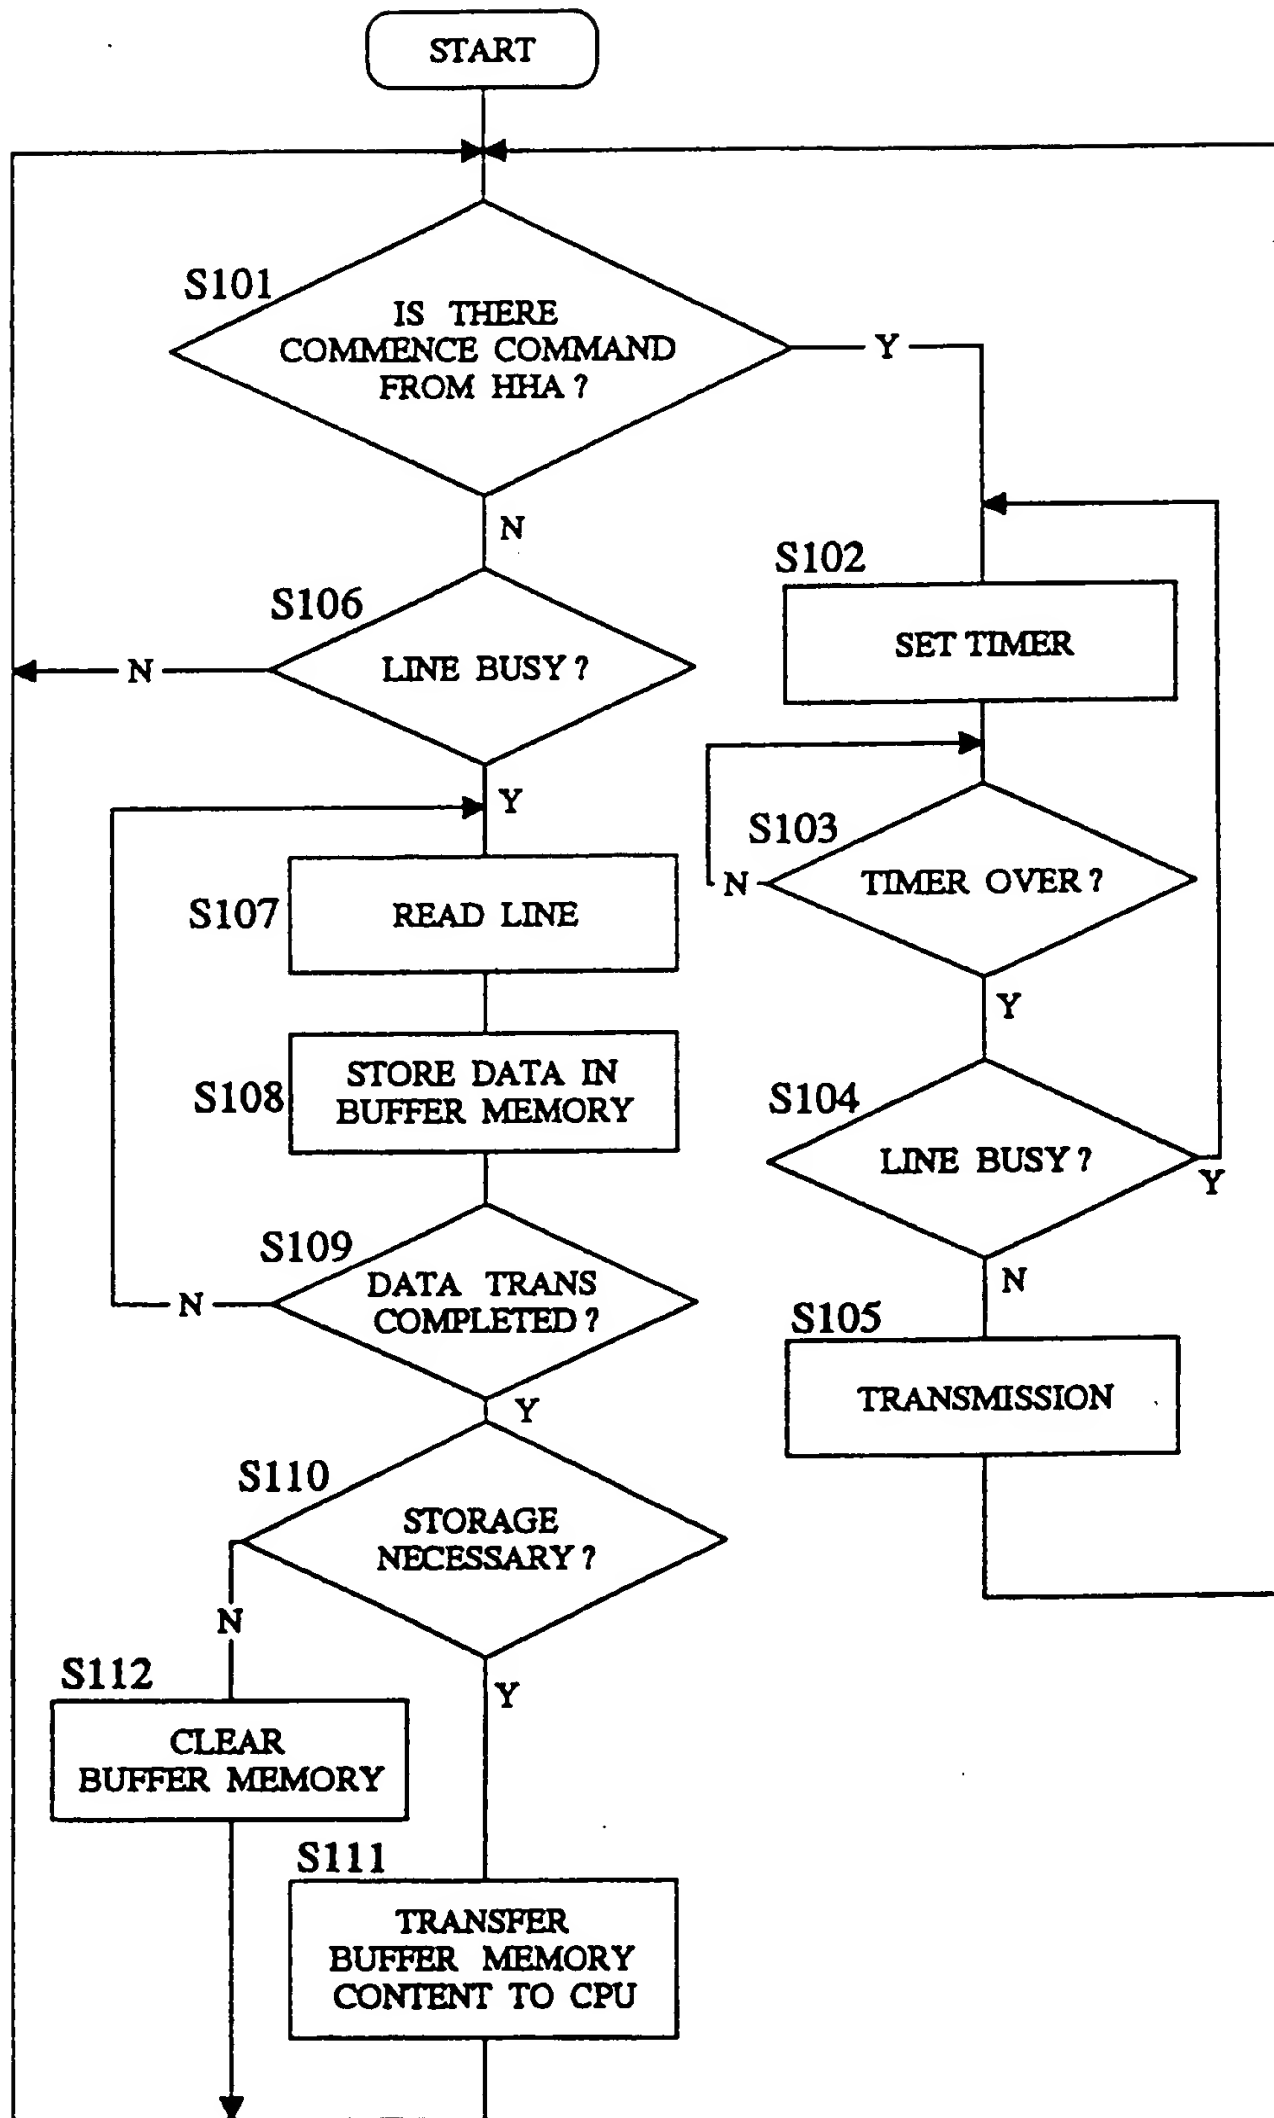 START
S101
IS THERE
COMMENCE COMMAND
FROM HHA ?
Y
N
S102
SET TIMER
S106
LINE BUSY ?
N
Y
S103
TIMER OVER ?
N
Y
S107
READ LINE
S108
STORE DATA IN
BUFFER MEMORY
S104
LINE BUSY ?
Y
N
S109
DATA TRANS
COMPLETED ?
N
Y
S105
TRANSMISSION
S110
STORAGE
NECESSARY ?
N
Y
S112
CLEAR
BUFFER MEMORY
S111
TRANSFER
BUFFER MEMORY
CONTENT TO CPU